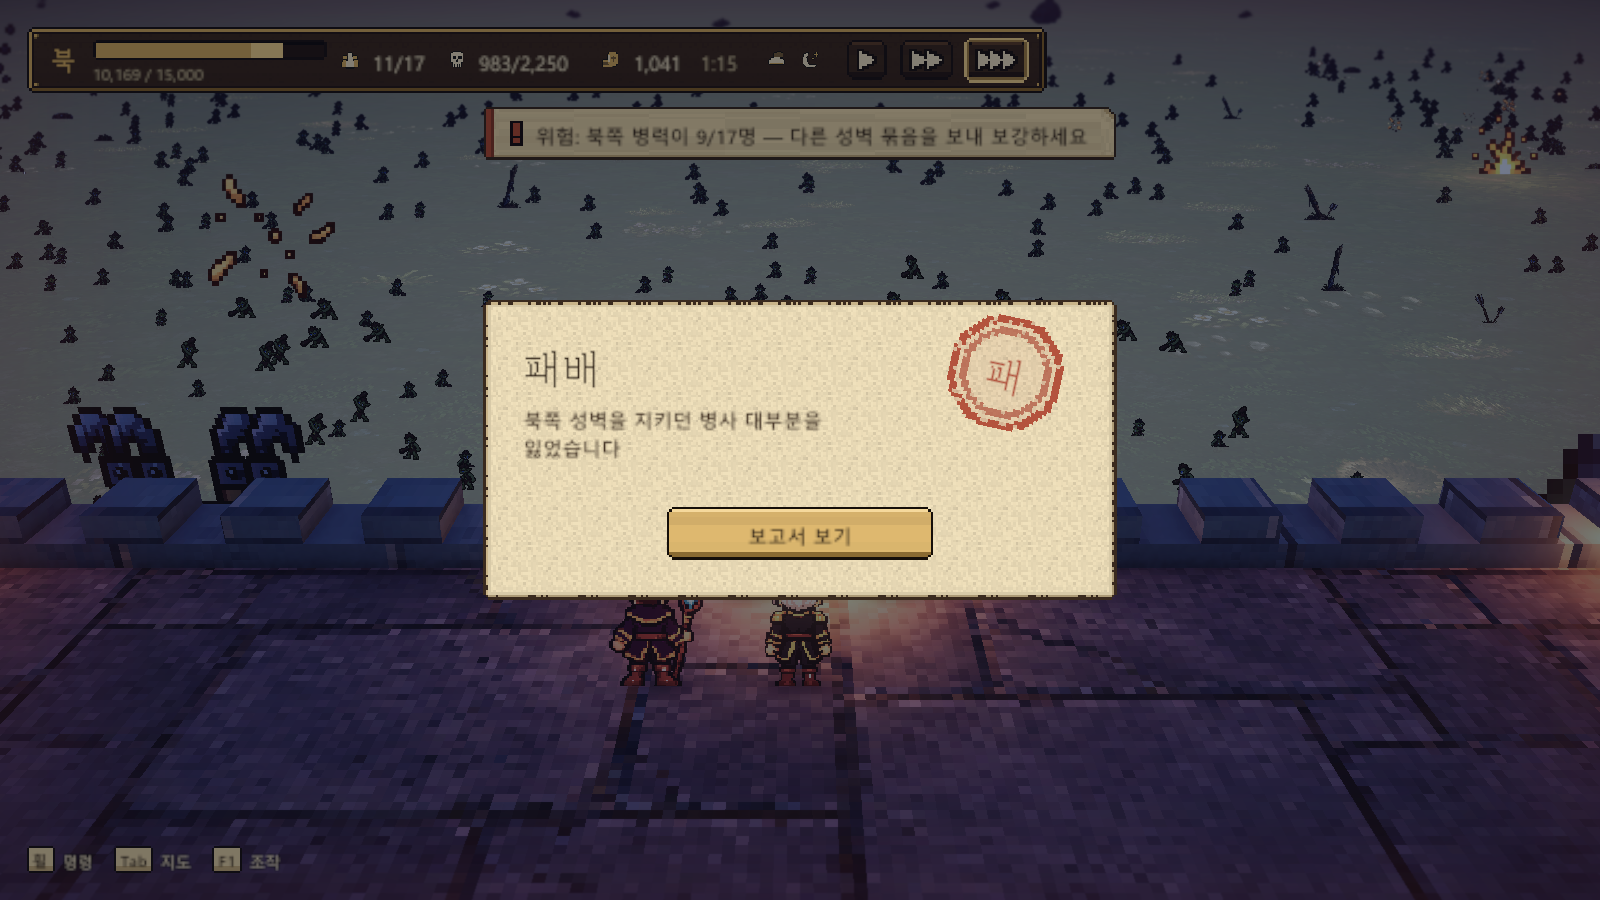 북
10,169 / 15,000
11/17
983/2,250
1,041
1:15
위험: 북쪽 병력이 9/17명 — 다른 성벽 묶음을 보내 보강하세요
패배
패
북쪽 성벽을 지키던 병사 대부분을
잃었습니다
보고서 보기
휠 명령 Tab 지도 F1 조작